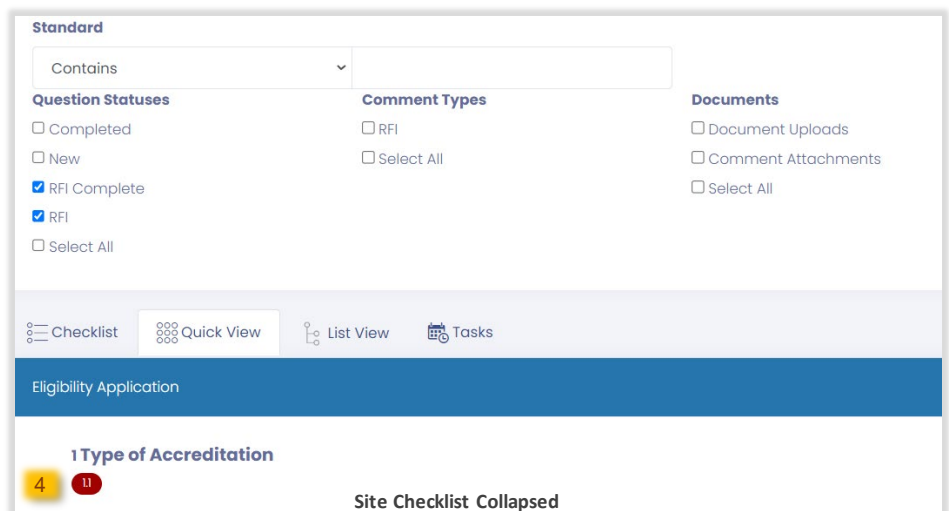 Standard
Contains
Question Statuses Comment Types Documents
Completed RFI Document Uploads
New Select All Comment Attachments
RFI Complete Select All
RFI
Select All
Checklist Quick View List View Tasks
Eligibility Application
1 Type of Accreditation
4 1.1
Site Checklist Collapsed